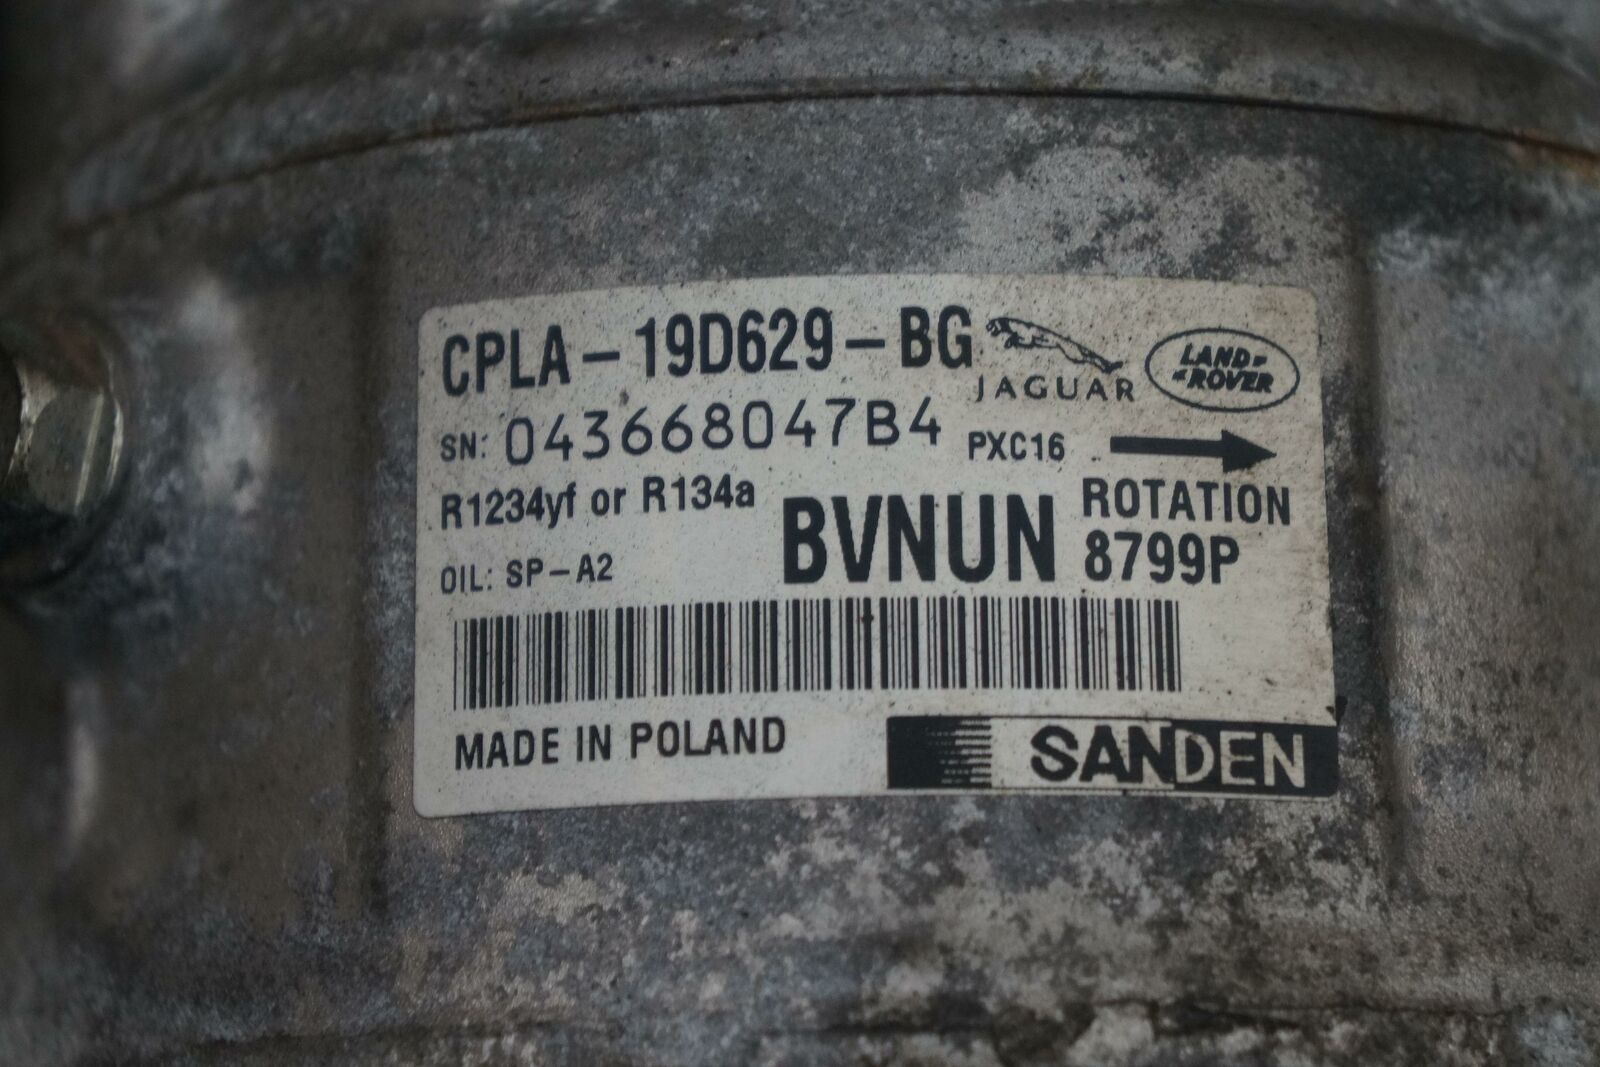 CPLA-19D629-BG JAGUAR LAND-ROVER
SN: 043668047B4 PXC16
R1234yf or R134a BVNUN ROTATION
OIL: SP-A2 8799P
MADE IN POLAND SANDEN